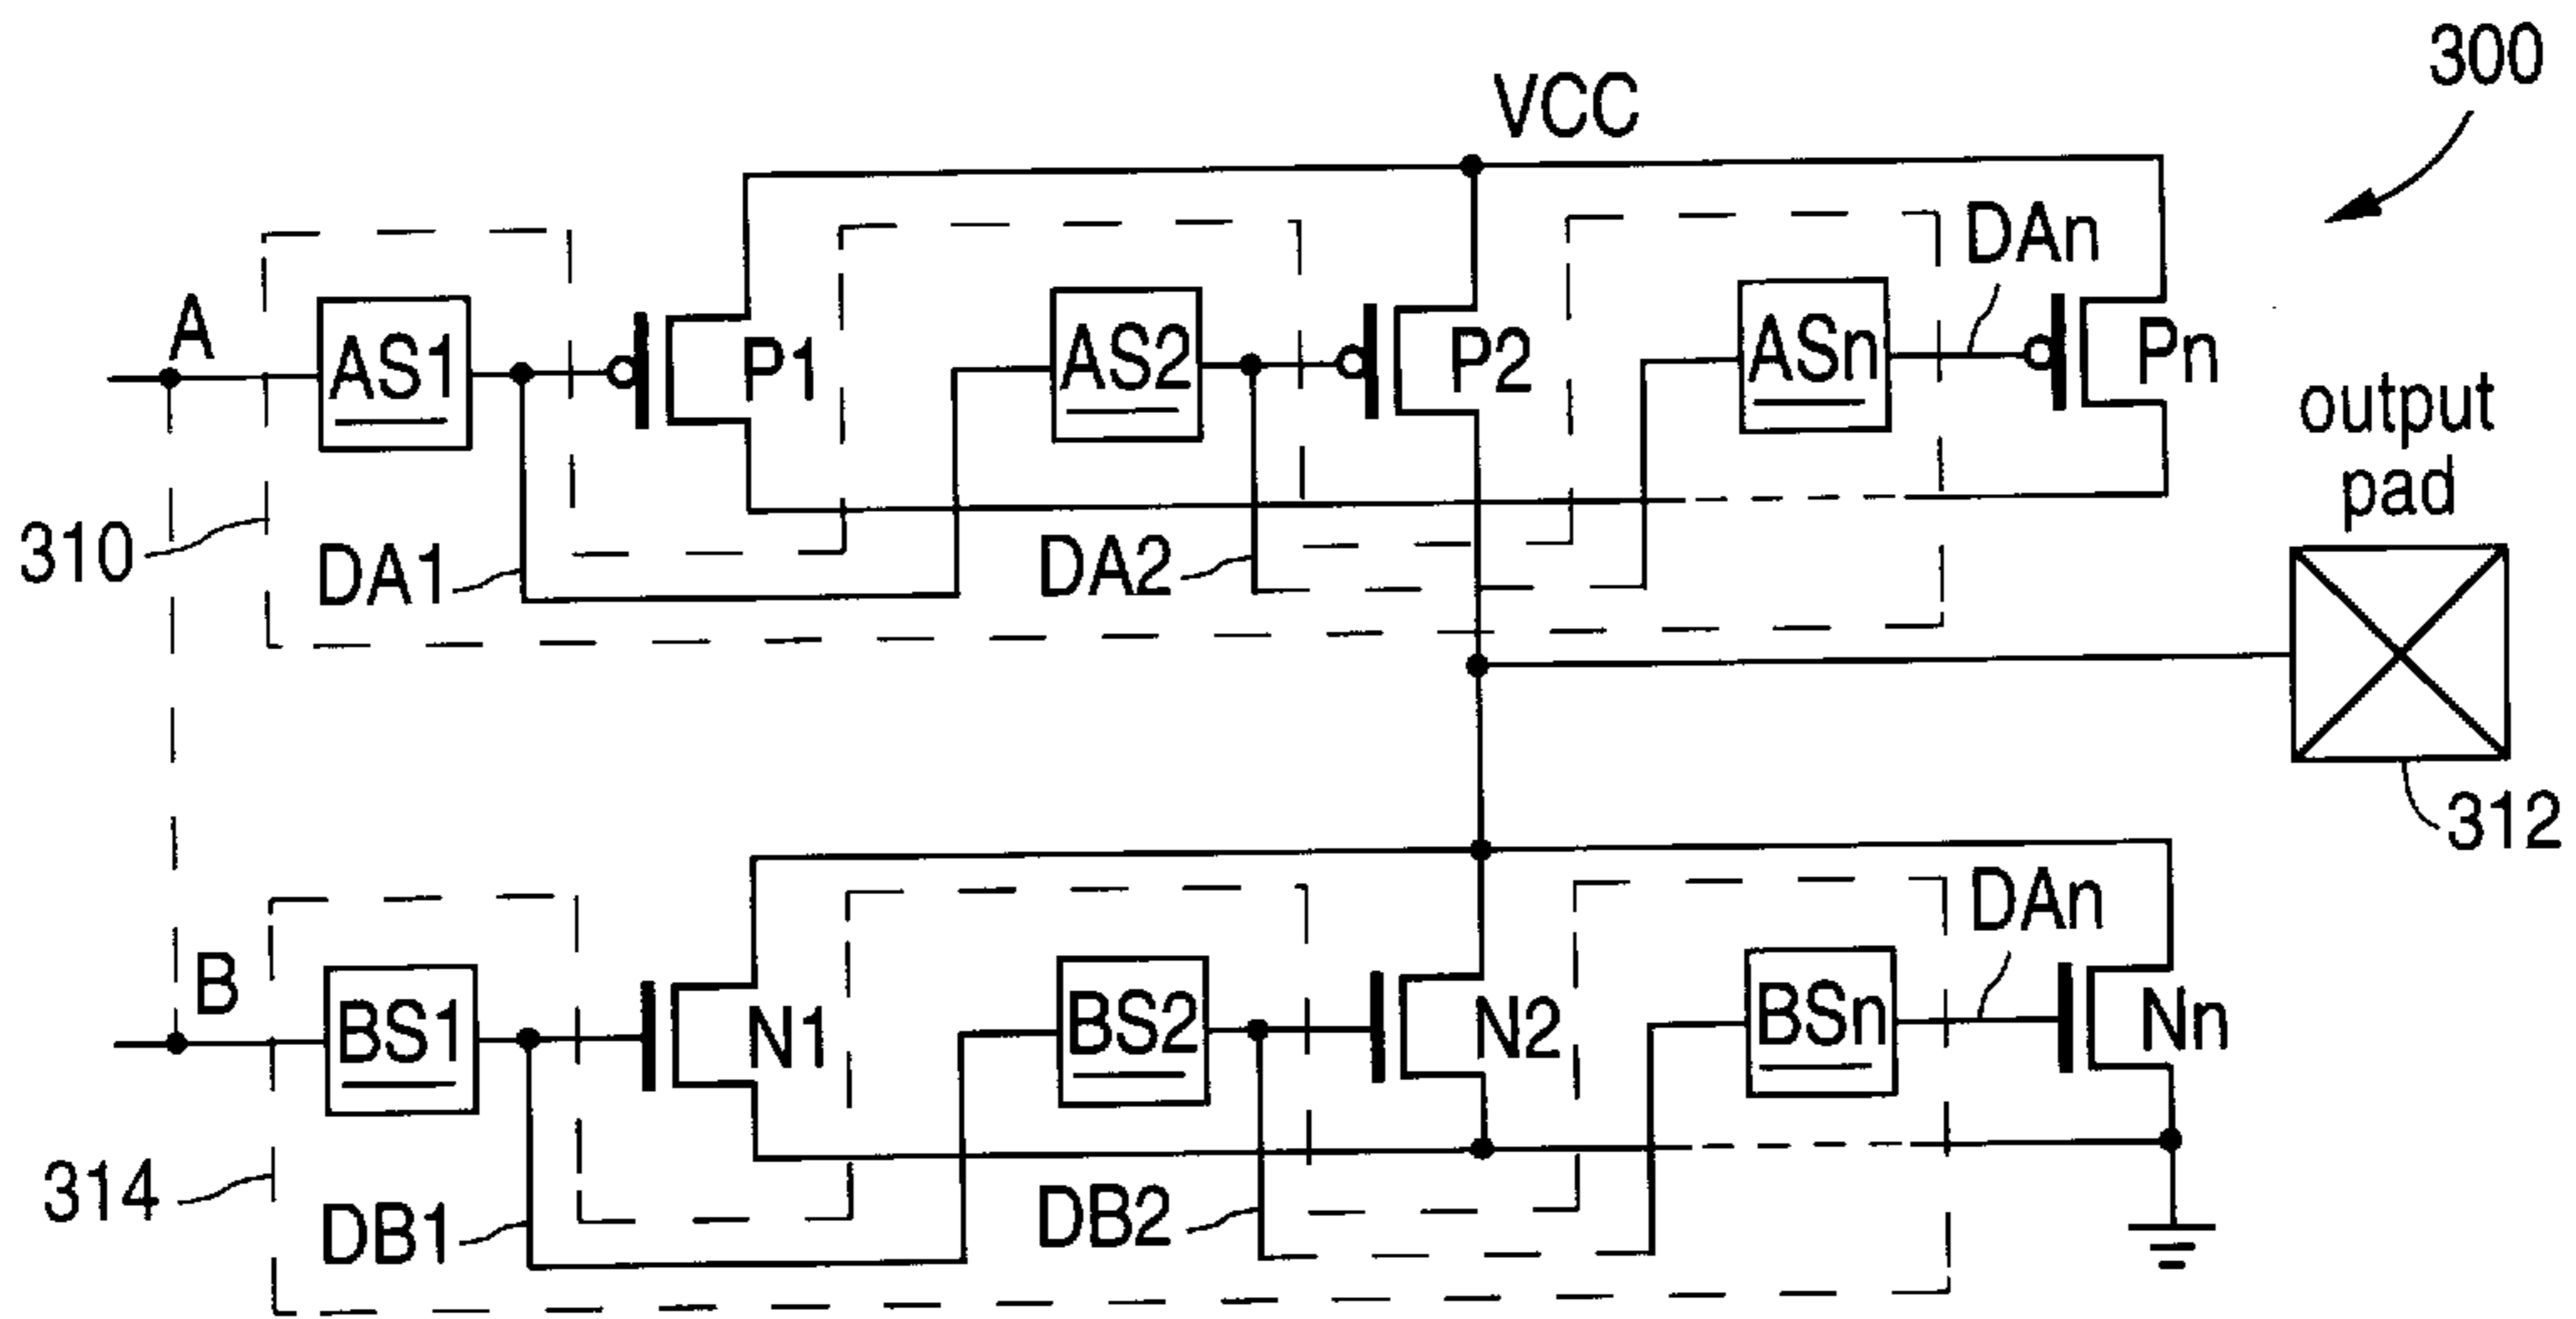 300
VCC
DAn
A
AS1
P1
AS2
P2
ASn
Pn
output
pad
310
DA1
DA2
312
DAn
B
BS1
N1
BS2
N2
BSn
Nn
314
DB1
DB2